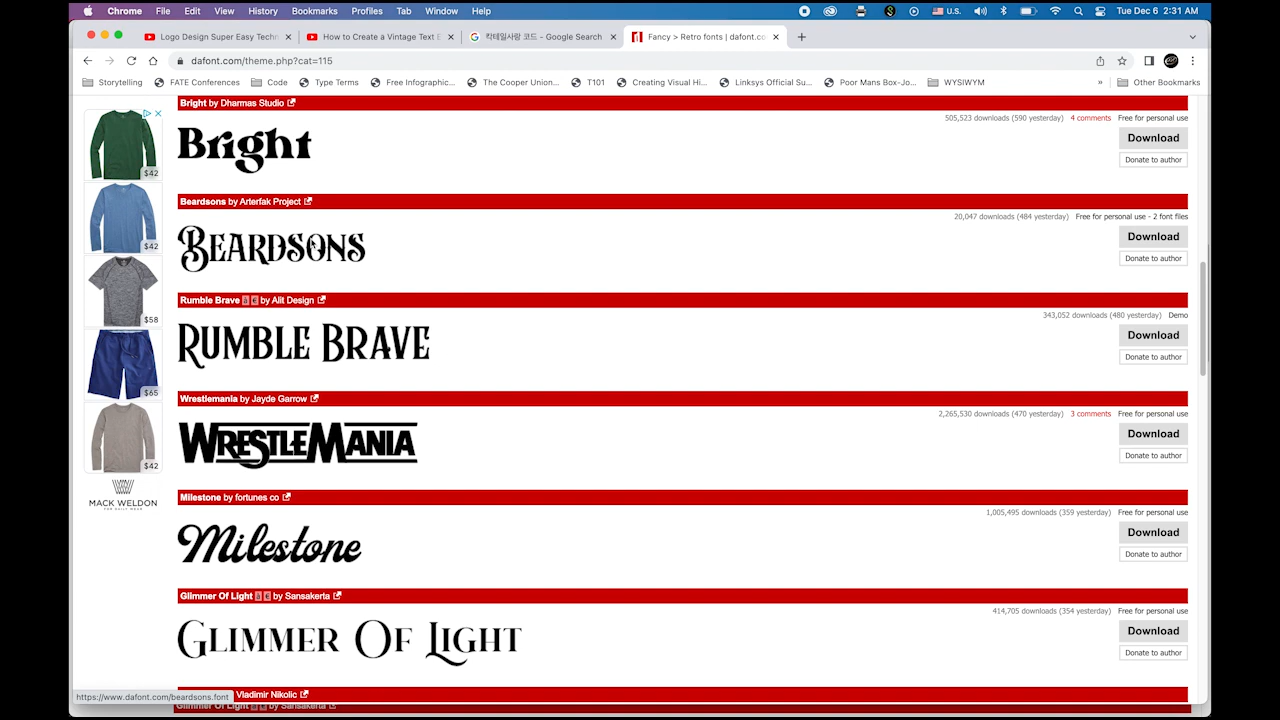 Chrome File Edit View History Bookmarks Profiles Tab Window Help U.S. Tue Dec 6 2:31 AM
Logo Design Super Easy Techn How to Create a Vintage Text E 칵테일사랑 코드 - Google Search Fancy > Retro fonts | dafont.co
dafont.com/theme.php?cat=115
Storytelling FATE Conferences Code Type Terms Free Infographic... The Cooper Union... T101 Creating Visual Hi... Linksys Official Su... Poor Mans Box-Jo... WYSIWYM » Other Bookmarks
Bright by Dharmas Studio
505,523 downloads (590 yesterday) 4 comments Free for personal use
Bright
Download
Donate to author
$42
Beardsons by Arterfak Project
20,047 downloads (484 yesterday) Free for personal use - 2 font files
Beardsons
Download
Donate to author
$42
Rumble Brave à € by Alit Design
343,052 downloads (480 yesterday) Demo
Rumble Brave
Download
Donate to author
$58
Wrestlemania by Jayde Garrow
2,265,530 downloads (470 yesterday) 3 comments Free for personal use
WrestleMania
Download
Donate to author
$65
$42
MACK WELDON
FOR DAILY WEAR
Milestone by fortunes co
1,005,495 downloads (359 yesterday) Free for personal use
Milestone
Download
Donate to author
Glimmer Of Light à € by Sansakerta
414,705 downloads (354 yesterday) Free for personal use
Glimmer Of Light
Download
Donate to author
https://www.dafont.com/beardsons.font Vladimir Nikolic
Glimmer Of Light à € by Sansakerta